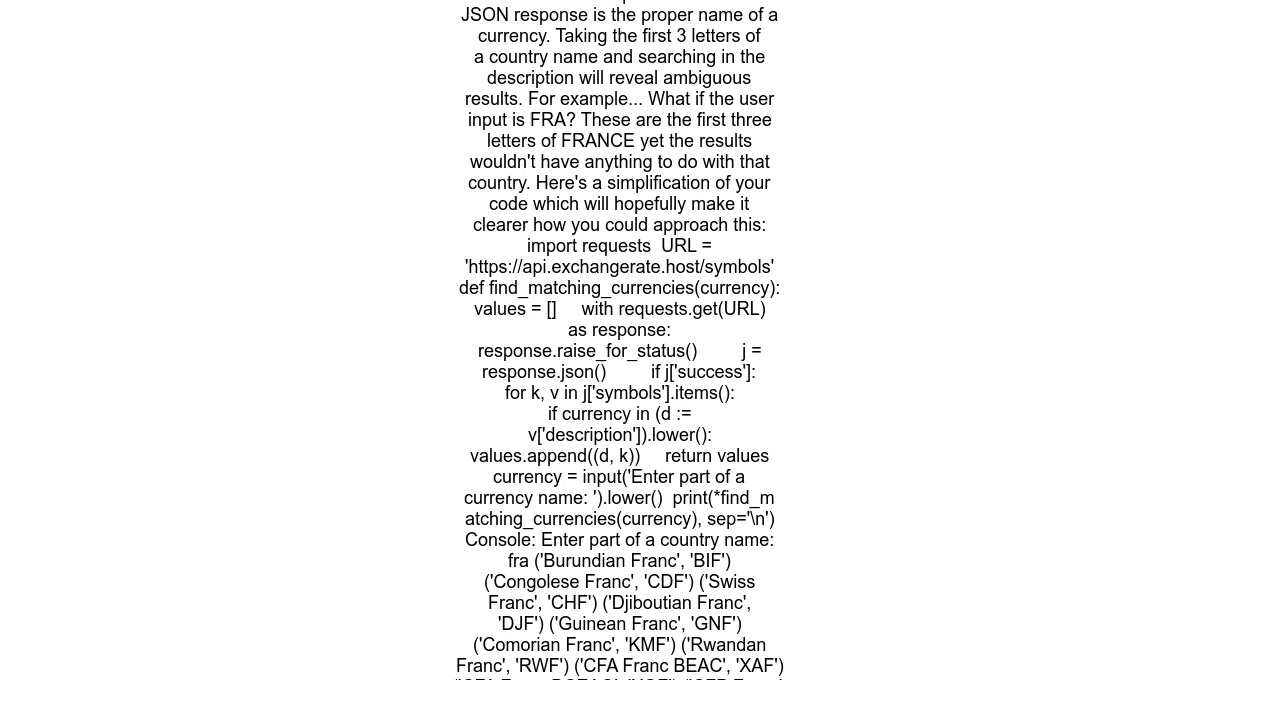 JSON response is the proper name of a
currency. Taking the first 3 letters of
a country name and searching in the
description will reveal ambiguous
results. For example... What if the user
input is FRA? These are the first three
letters of FRANCE yet the results
wouldn't have anything to do with that
country. Here's a simplification of your
code which will hopefully make it
clearer how you could approach this:
import requests  URL =
'https://api.exchangerate.host/symbols'
def find_matching_currencies(currency):
values = []     with requests.get(URL)
as response:
response.raise_for_status()         j =
response.json()         if j['success']:
for k, v in j['symbols'].items():
if currency in (d :=
v['description']).lower():
values.append((d, k))     return values
currency = input('Enter part of a
currency name: ').lower()  print(*find_m
atching_currencies(currency), sep='\n')
Console: Enter part of a country name:
fra ('Burundian Franc', 'BIF')
('Congolese Franc', 'CDF') ('Swiss
Franc', 'CHF') ('Djiboutian Franc',
'DJF') ('Guinean Franc', 'GNF')
('Comorian Franc', 'KMF') ('Rwandan
Franc', 'RWF') ('CFA Franc BEAC', 'XAF')